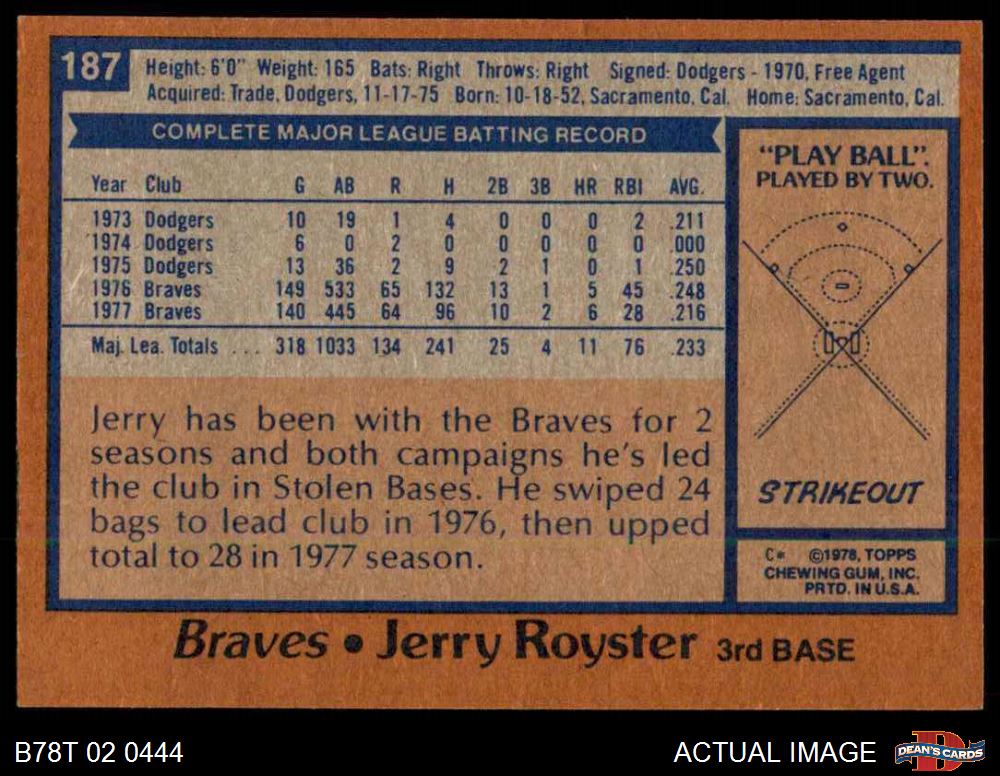 187
Height: 6'0" Weight: 165 Bats: Right Throws: Right Signed: Dodgers - 1970, Free Agent
Acquired: Trade, Dodgers, 11-17-75 Born: 10-18-52, Sacramento, Cal. Home: Sacramento, Cal.
COMPLETE MAJOR LEAGUE BATTING RECORD
Year Club G AB R H 2B 3B HR RBI AVG.
1973 Dodgers 10 19 1 4 0 0 0 2 .211
1974 Dodgers 6 0 2 0 0 0 0 0 .000
1975 Dodgers 13 36 2 9 2 1 0 1 .250
1976 Braves 149 533 65 132 13 1 5 45 .248
1977 Braves 140 445 64 96 10 2 6 28 .216
Maj. Lea. Totals ... 318 1033 134 241 25 4 11 76 .233
Jerry has been with the Braves for 2
seasons and both campaigns he's led
the club in Stolen Bases. He swiped 24
bags to lead club in 1976, then upped
total to 28 in 1977 season.
"PLAY BALL".
PLAYED BY TWO.
STRIKEOUT
C* ©1978, TOPPS
CHEWING GUM, INC.
PRTD. IN U.S.A.
Braves • Jerry Royster 3rd BASE
B78T 02 0444
ACTUAL IMAGE
D
DEAN'S CARDS